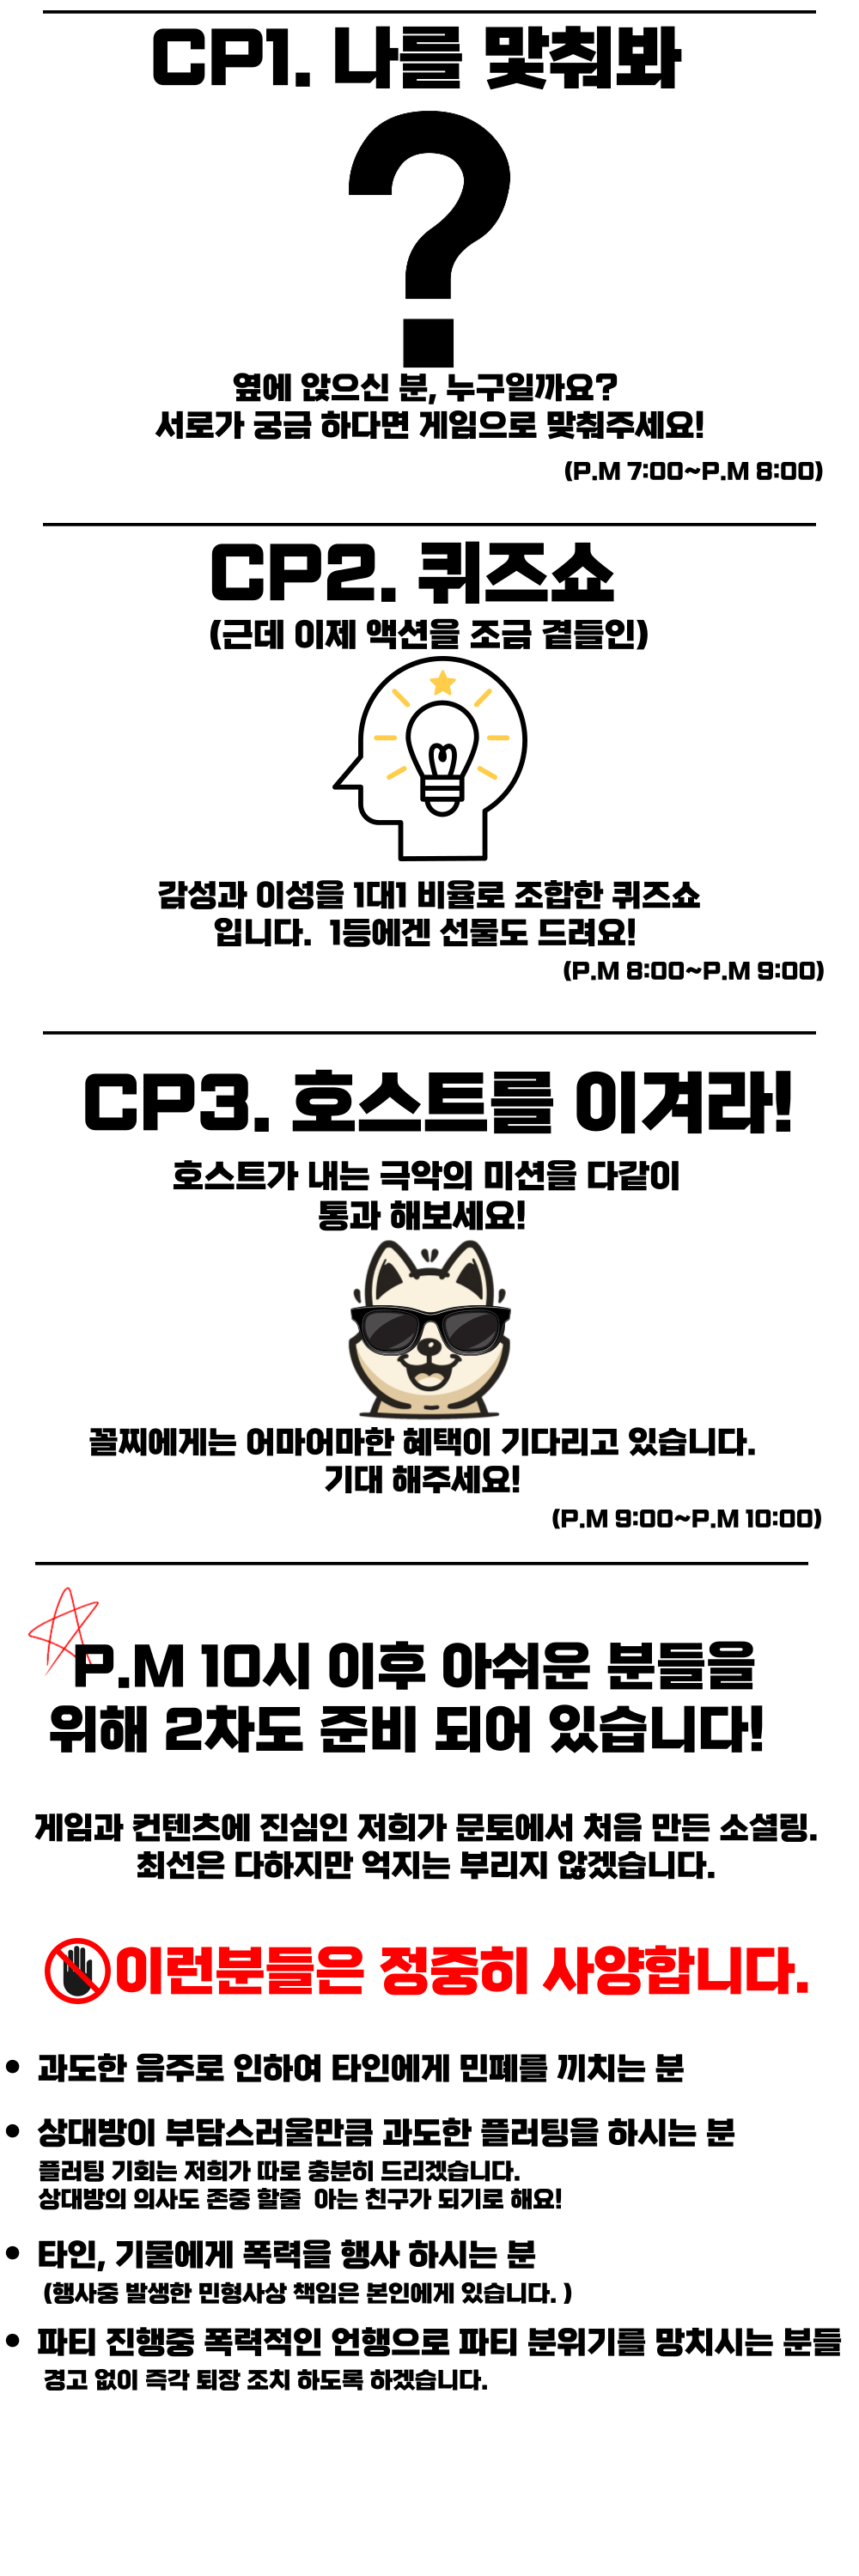 CP1. 나를 맞춰봐
옆에 앉으신 분, 누구일까요?
서로가 궁금 하다면 게임으로 맞춰주세요!
(P.M 7:00~P.M 8:00)
CP2. 퀴즈쇼
(근데 이제 액션을 조금 곁들인)
감성과 이성을 1대1 비율로 조합한 퀴즈쇼
입니다. 1등에겐 선물도 드려요!
(P.M 8:00~P.M 9:00)
CP3. 호스트를 이겨라!
호스트가 내는 극악의 미션을 다같이
통과 해보세요!
꼴찌에게는 어마어마한 혜택이 기다리고 있습니다.
기대 해주세요!
(P.M 9:00~P.M 10:00)
P.M 10시 이후 아쉬운 분들을
위해 2차도 준비 되어 있습니다!
게임과 컨텐츠에 진심인 저희가 문토에서 처음 만든 소셜링.
최선은 다하지만 억지는 부리지 않겠습니다.
이런분들은 정중히 사양합니다.
• 과도한 음주로 인하여 타인에게 민폐를 끼치는 분
• 상대방이 부담스러울만큼 과도한 플러팅을 하시는 분
플러팅 기회는 저희가 따로 충분히 드리겠습니다.
상대방의 의사도 존중 할줄 아는 친구가 되기로 해요!
• 타인, 기물에게 폭력을 행사 하시는 분
(행사중 발생한 민형사상 책임은 본인에게 있습니다. )
• 파티 진행중 폭력적인 언행으로 파티 분위기를 망치시는 분들
경고 없이 즉각 퇴장 조치 하도록 하겠습니다.